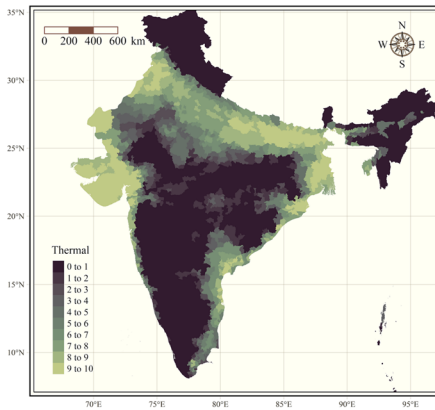 35°N
0 200 400 600 km
N
W E
S
30°N
25°N
20°N
15°N
10°N
Thermal
0 to 1
1 to 2
2 to 3
3 to 4
4 to 5
5 to 6
6 to 7
7 to 8
8 to 9
9 to 10
70°E 75°E 80°E 85°E 90°E 95°E